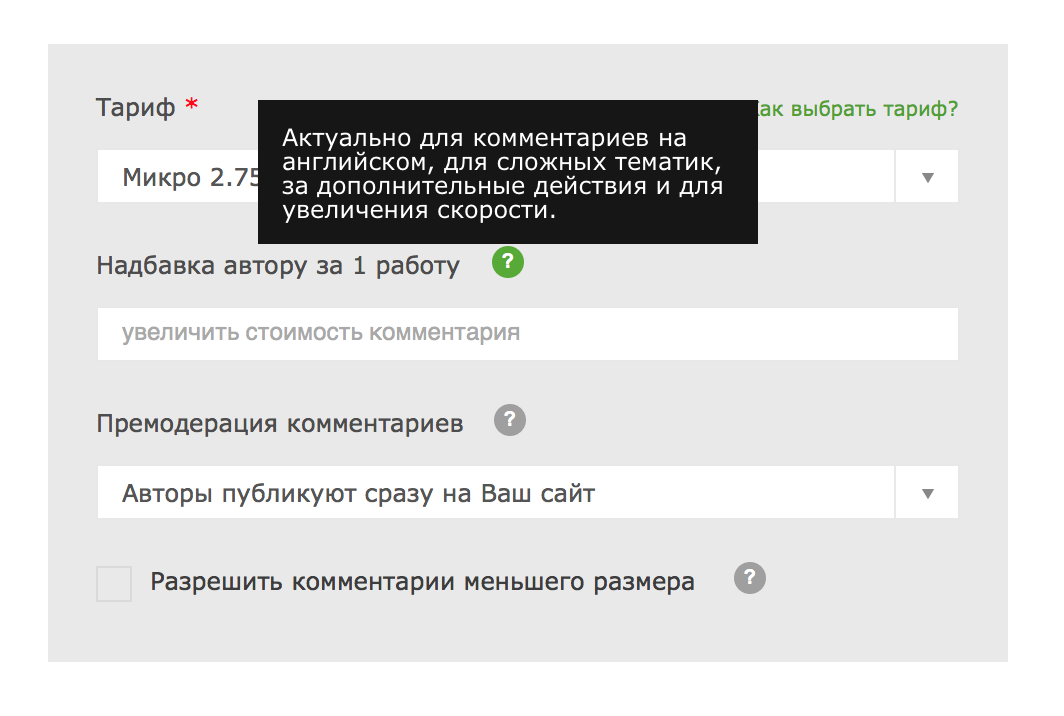 Тариф *
ак выбрать тариф?
Актуально для комментариев на
английском, для сложных тематик,
за дополнительные действия и для
увеличения скорости.
Микро 2.75
Надбавка автору за 1 работу ?
увеличить стоимость комментария
Премодерация комментариев ?
Авторы публикуют сразу на Ваш сайт
Разрешить комментарии меньшего размера ?